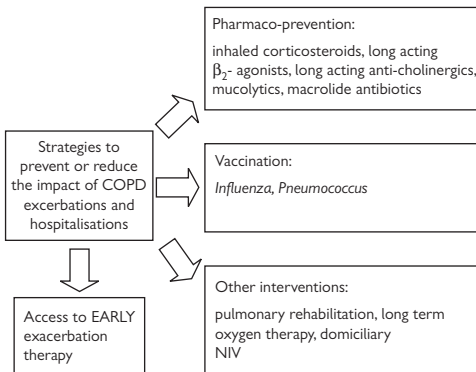 Pharmaco-prevention:
inhaled corticosteroids, long acting
β₂- agonists, long acting anti-cholinergics,
mucolytics, macrolide antibiotics
Strategies to
prevent or reduce
the impact of COPD
excerbations and
hospitalisations
Vaccination:
Influenza, Pneumococcus
Access to EARLY
exacerbation
therapy
Other interventions:
pulmonary rehabilitation, long term
oxygen therapy, domiciliary
NIV